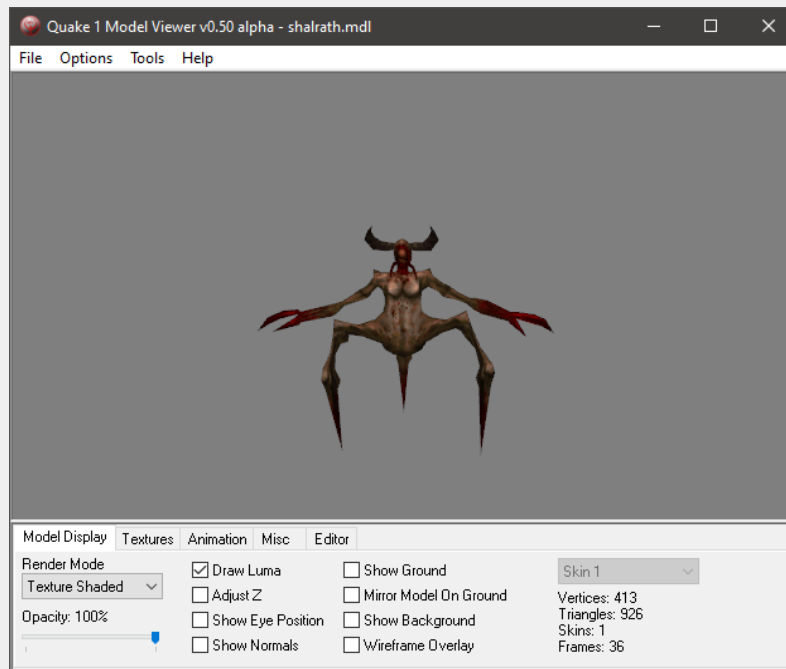 Quake 1 Model Viewer v0.50 alpha - shalrath.mdl
File Options Tools Help
Model Display Textures Animation Misc Editor
Render Mode
Texture Shaded
Opacity: 100%
Draw Luma
Adjust Z
Show Eye Position
Show Normals
Show Ground
Mirror Model On Ground
Show Background
Wireframe Overlay
Skin 1
Vertices: 413
Triangles: 926
Skins: 1
Frames: 36